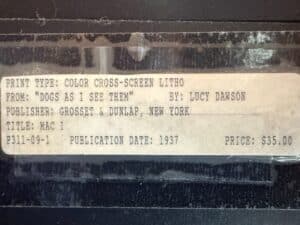 PRINT TYPE: COLOR CROSS-SCREEN LITHO
FROM: "DOGS AS I SEE THEM" BY: LUCY DAWSON
PUBLISHER: GROSSET & DUNLAP, NEW YORK
TITLE: MAC I
P311-09-1 PUBLICATION DATE: 1937 PRICE: $35.00